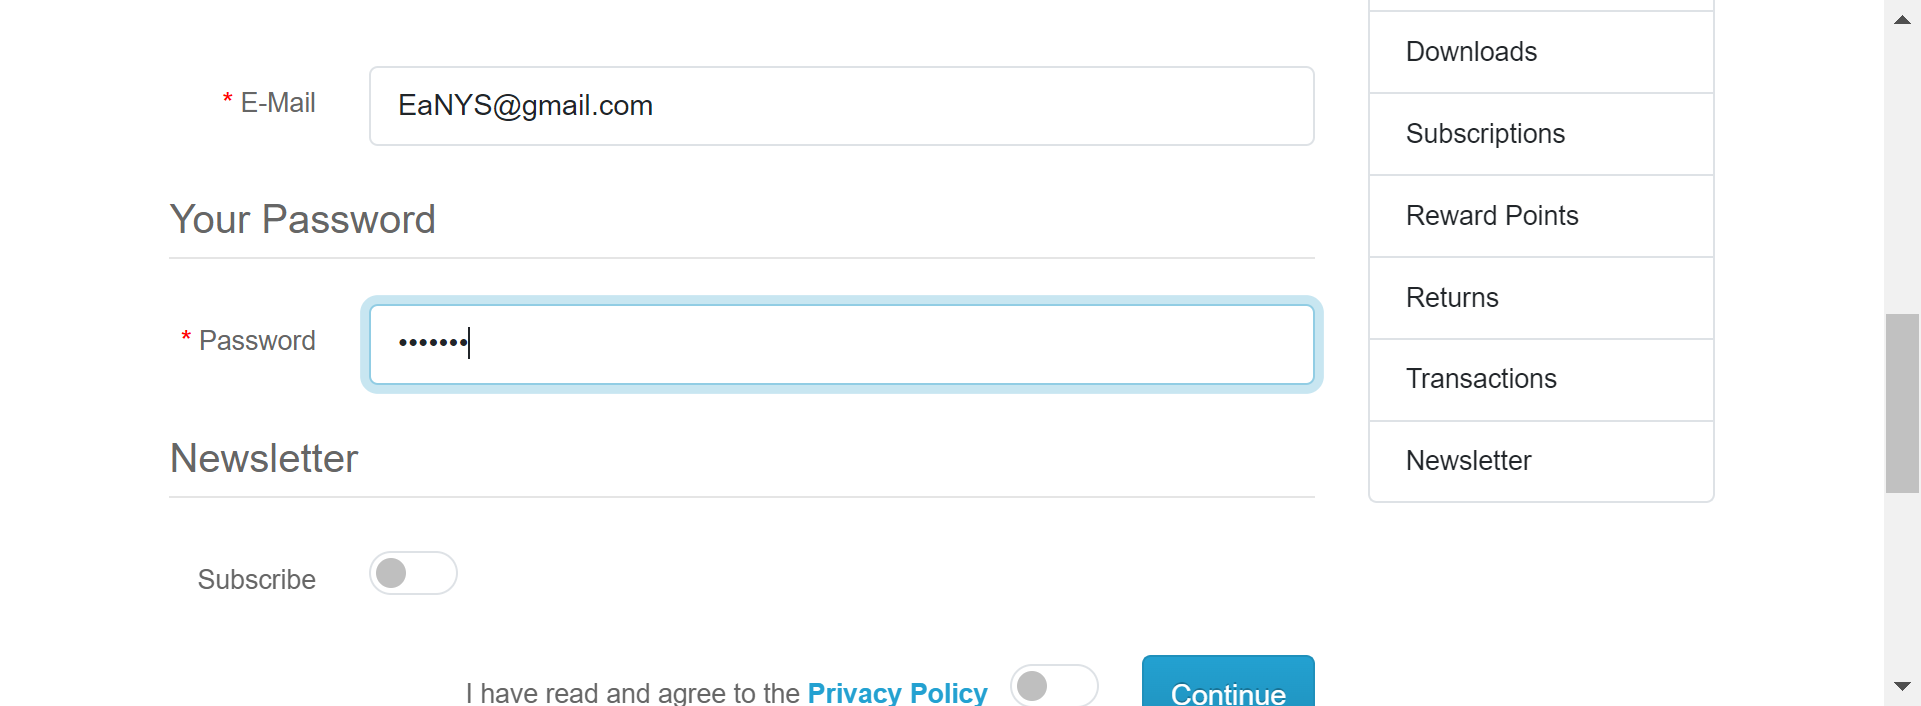 * E-Mail
EaNYS@gmail.com
Your Password
* Password
•••••••
Newsletter
Subscribe
I have read and agree to the Privacy Policy
Continue
Downloads
Subscriptions
Reward Points
Returns
Transactions
Newsletter